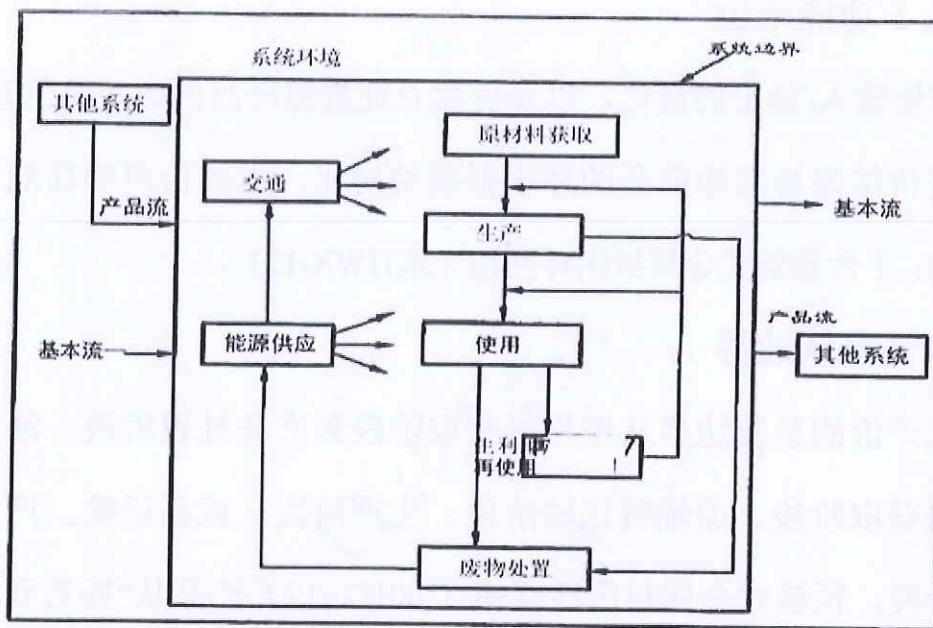 系统环境
系统边界
其他系统
原材料获取
交通
产品流
生产
基本流
产品流
基本流
能源供应
使用
其他系统
再使用
废物处置